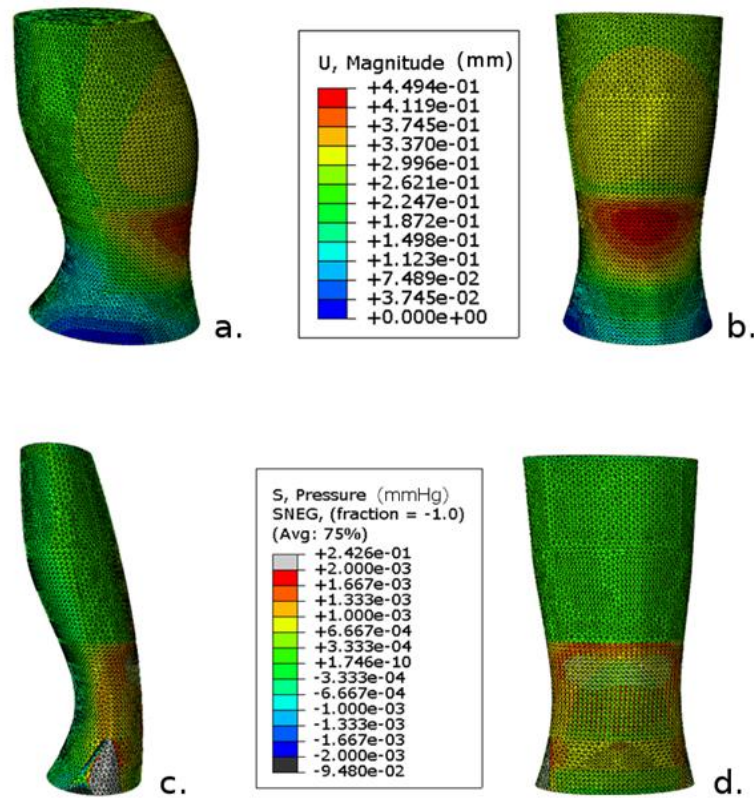 U, Magnitude (mm)
+4.494e-01
+4.119e-01
+3.745e-01
+3.370e-01
+2.996e-01
+2.621e-01
+2.247e-01
+1.872e-01
+1.498e-01
+1.123e-01
+7.489e-02
+3.745e-02
+0.000e+00
a.
b.
S, Pressure (mmHg)
SNEG, (fraction = -1.0)
(Avg: 75%)
+2.426e-01
+2.000e-03
+1.667e-03
+1.333e-03
+1.000e-03
+6.667e-04
+3.333e-04
+1.746e-10
-3.333e-04
-6.667e-04
-1.000e-03
-1.333e-03
-1.667e-03
-2.000e-03
-9.480e-02
c.
d.